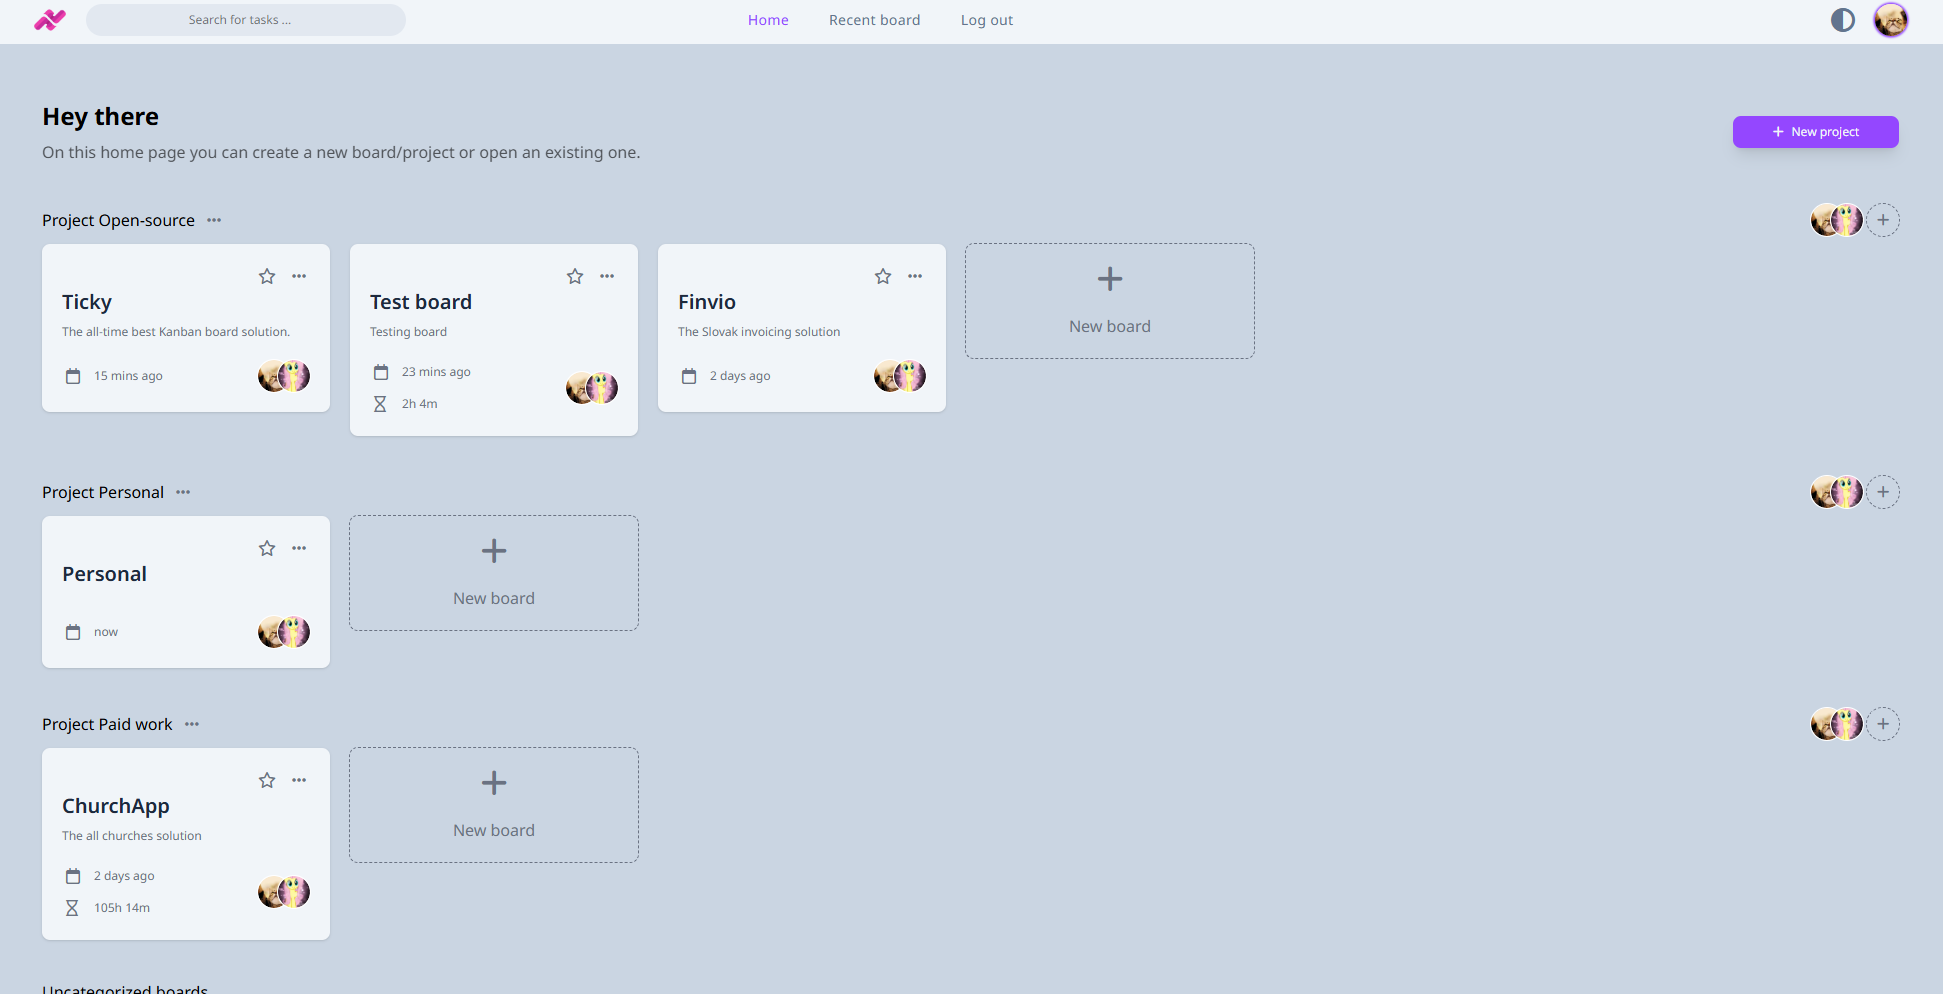 Search for tasks ...
Home
Recent board
Log out
Hey there
On this home page you can create a new board/project or open an existing one.
New project
Project Open-source
Ticky
The all-time best Kanban board solution.
15 mins ago
Test board
Testing board
23 mins ago
2h 4m
Finvio
The Slovak invoicing solution
2 days ago
New board
Project Personal
Personal
now
New board
Project Paid work
ChurchApp
The all churches solution
2 days ago
105h 14m
New board
Uncategorized boards